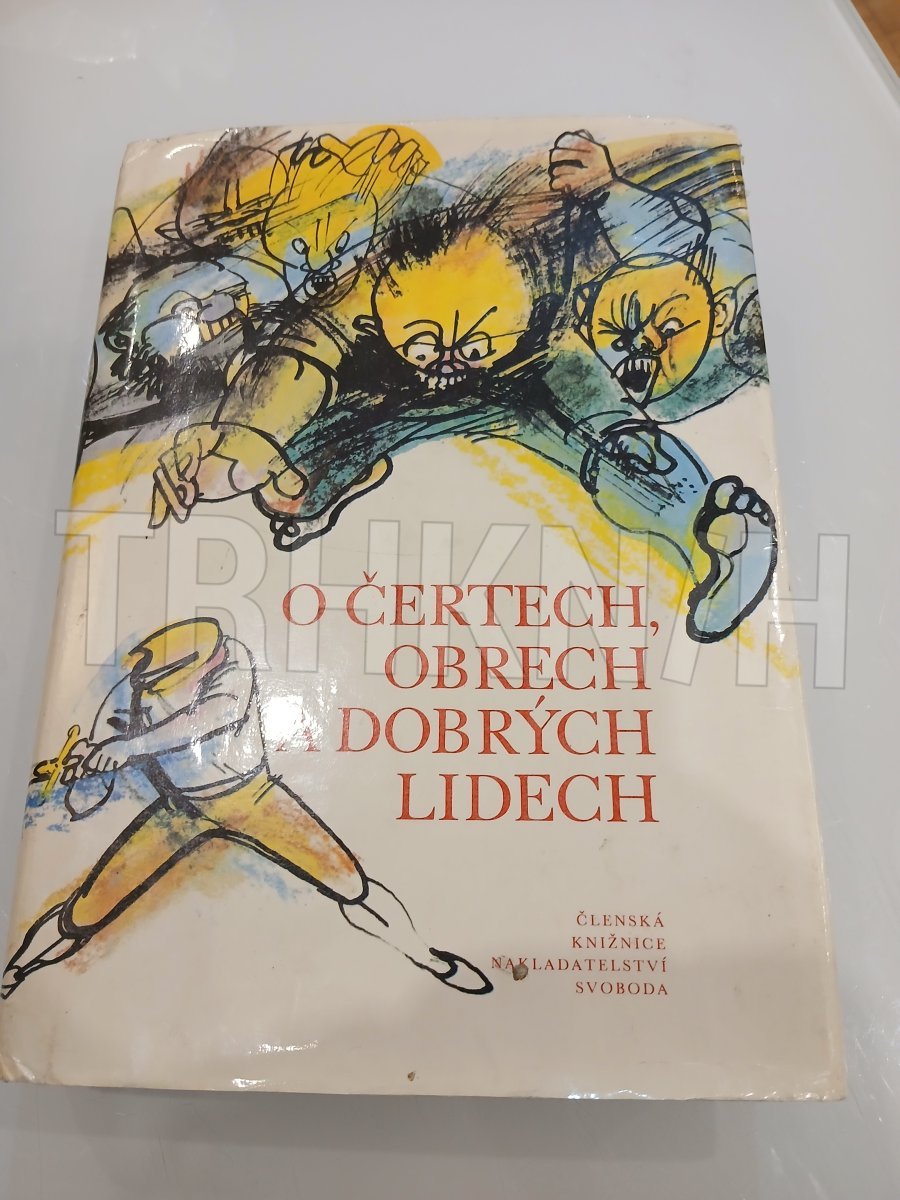 O ČERTECH,
OBRECH
A DOBRÝCH
LIDECH
ČLENSKÁ
KNIŽNICE
NAKLADATELSTVÍ
SVOBODA
TRHKNIH